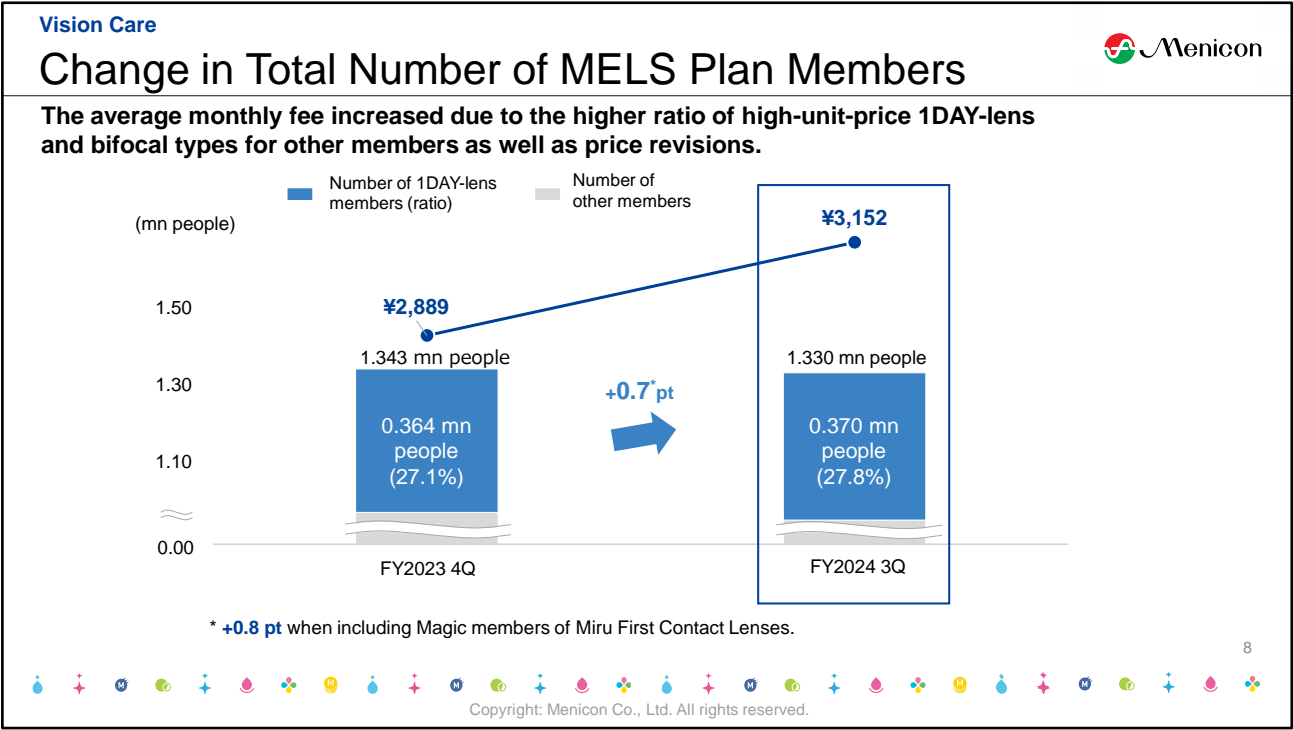 Vision Care
Change in Total Number of MELS Plan Members
Menicon
The average monthly fee increased due to the higher ratio of high-unit-price 1DAY-lens
and bifocal types for other members as well as price revisions.
Number of 1DAY-lens
members (ratio)
Number of
other members
(mn people)
¥3,152
¥2,889
1.50
1.343 mn people
1.330 mn people
1.30
+0.7*pt
0.364 mn
people
(27.1%)
0.370 mn
people
(27.8%)
1.10
0.00
FY2023 4Q
FY2024 3Q
* +0.8 pt when including Magic members of Miru First Contact Lenses.
8
Copyright: Menicon Co., Ltd. All rights reserved.